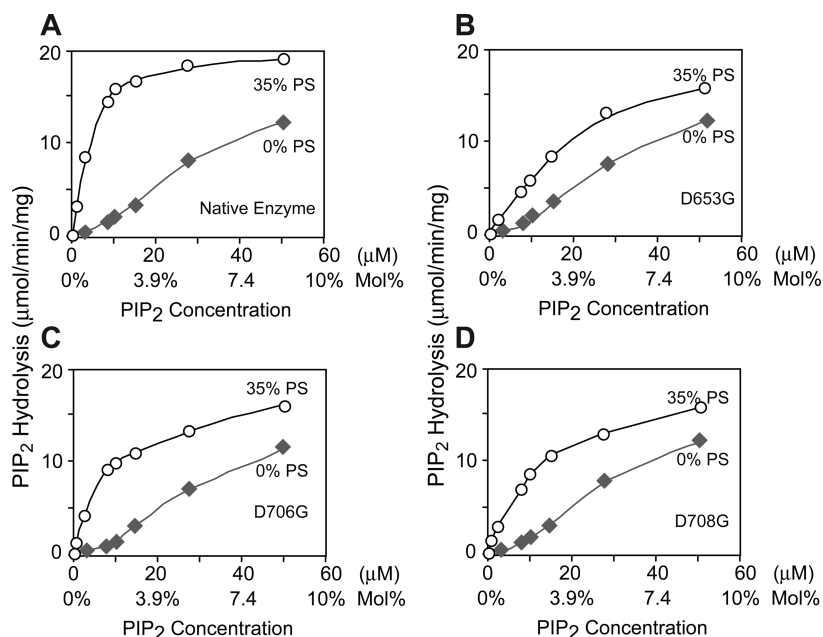 A
20
10
0
35% PS
0% PS
Native Enzyme
0 20 40 60 (μM)
0% 3.9% 7.4 10% Mol%
PIP2 Concentration
B
20
10
0
35% PS
0% PS
D653G
0 20 40 60 (μM)
0% 3.9% 7.4 10% Mol%
PIP2 Concentration
PIP2 Hydrolysis (μmol/min/mg)
PIP2 Hydrolysis (μmol/min/mg)
C
20
10
0
35% PS
0% PS
D706G
0 20 40 60 (μM)
0% 3.9% 7.4 10% Mol%
PIP2 Concentration
D
20
10
0
35% PS
0% PS
D708G
0 20 40 60 (μM)
0% 3.9% 7.4 10% Mol%
PIP2 Concentration